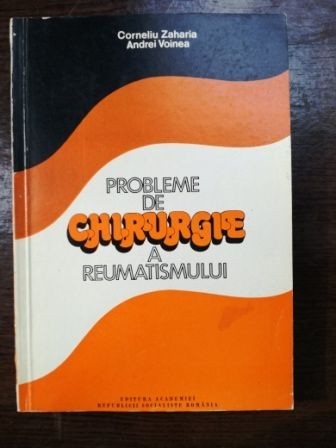 Corneliu Zaharia
Andrei Voinea
PROBLEME
DE
CHIRURGIE
A
REUMATISMULUI
EDITURA ACADEMIEI
REPUBLICII SOCIALISTE ROMÂNIA